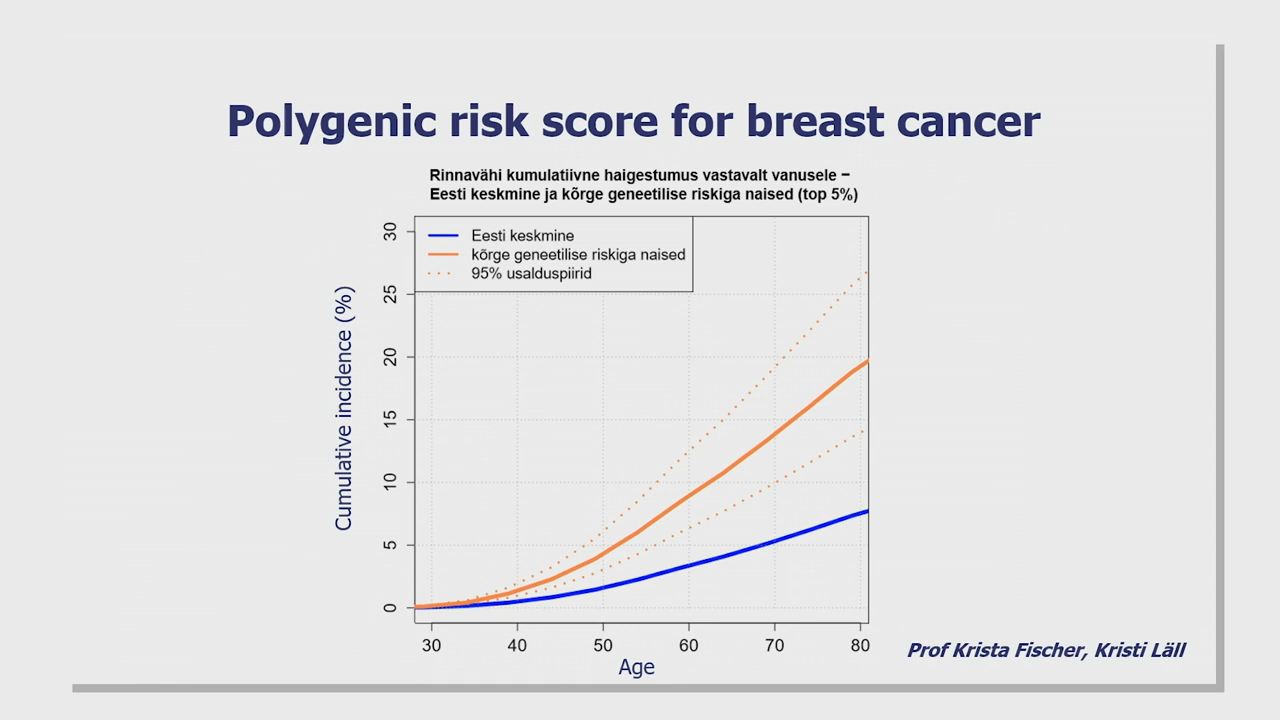 Polygenic risk score for breast cancer
Rinnavähi kumulatiivne haigestumus vastavalt vanusele –
Eesti keskmine ja kõrge geneetilise riskiga naised (top 5%)
Eesti keskmine
kõrge geneetilise riskiga naised
95% usalduspiirid
Cumulative incidence (%)
30
25
20
15
10
5
0
30 40 50 60 70 80
Age
Prof Krista Fischer, Kristi Läll